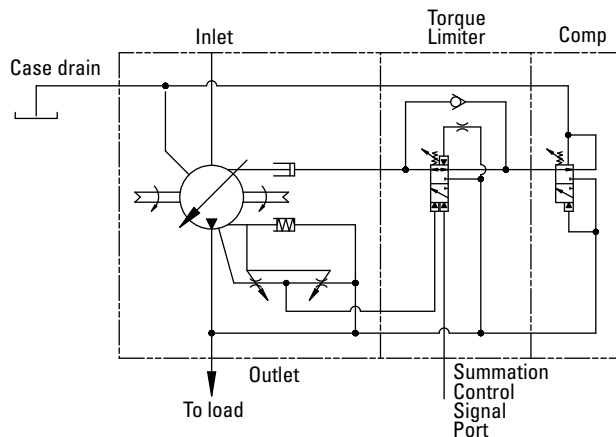 Inlet
Torque
Limiter
Comp
Case drain
Outlet
To load
Summation
Control
Signal
Port